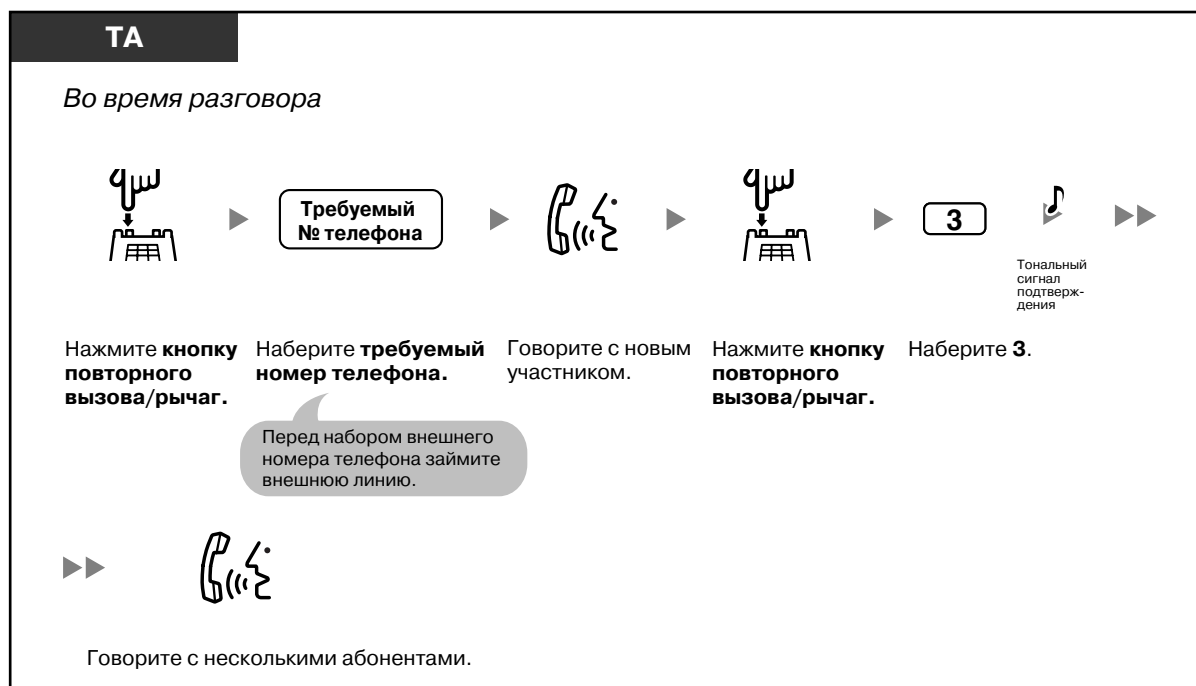 ТА
Во время разговора
Требуемый
№ телефона
3
Тональный
сигнал
подтверж-
дения
Нажмите кнопку
повторного
вызова/рычаг.
Наберите требуемый
номер телефона.
Говорите с новым
участником.
Нажмите кнопку
повторного
вызова/рычаг.
Наберите 3.
Перед набором внешнего
номера телефона займите
внешнюю линию.
Говорите с несколькими абонентами.